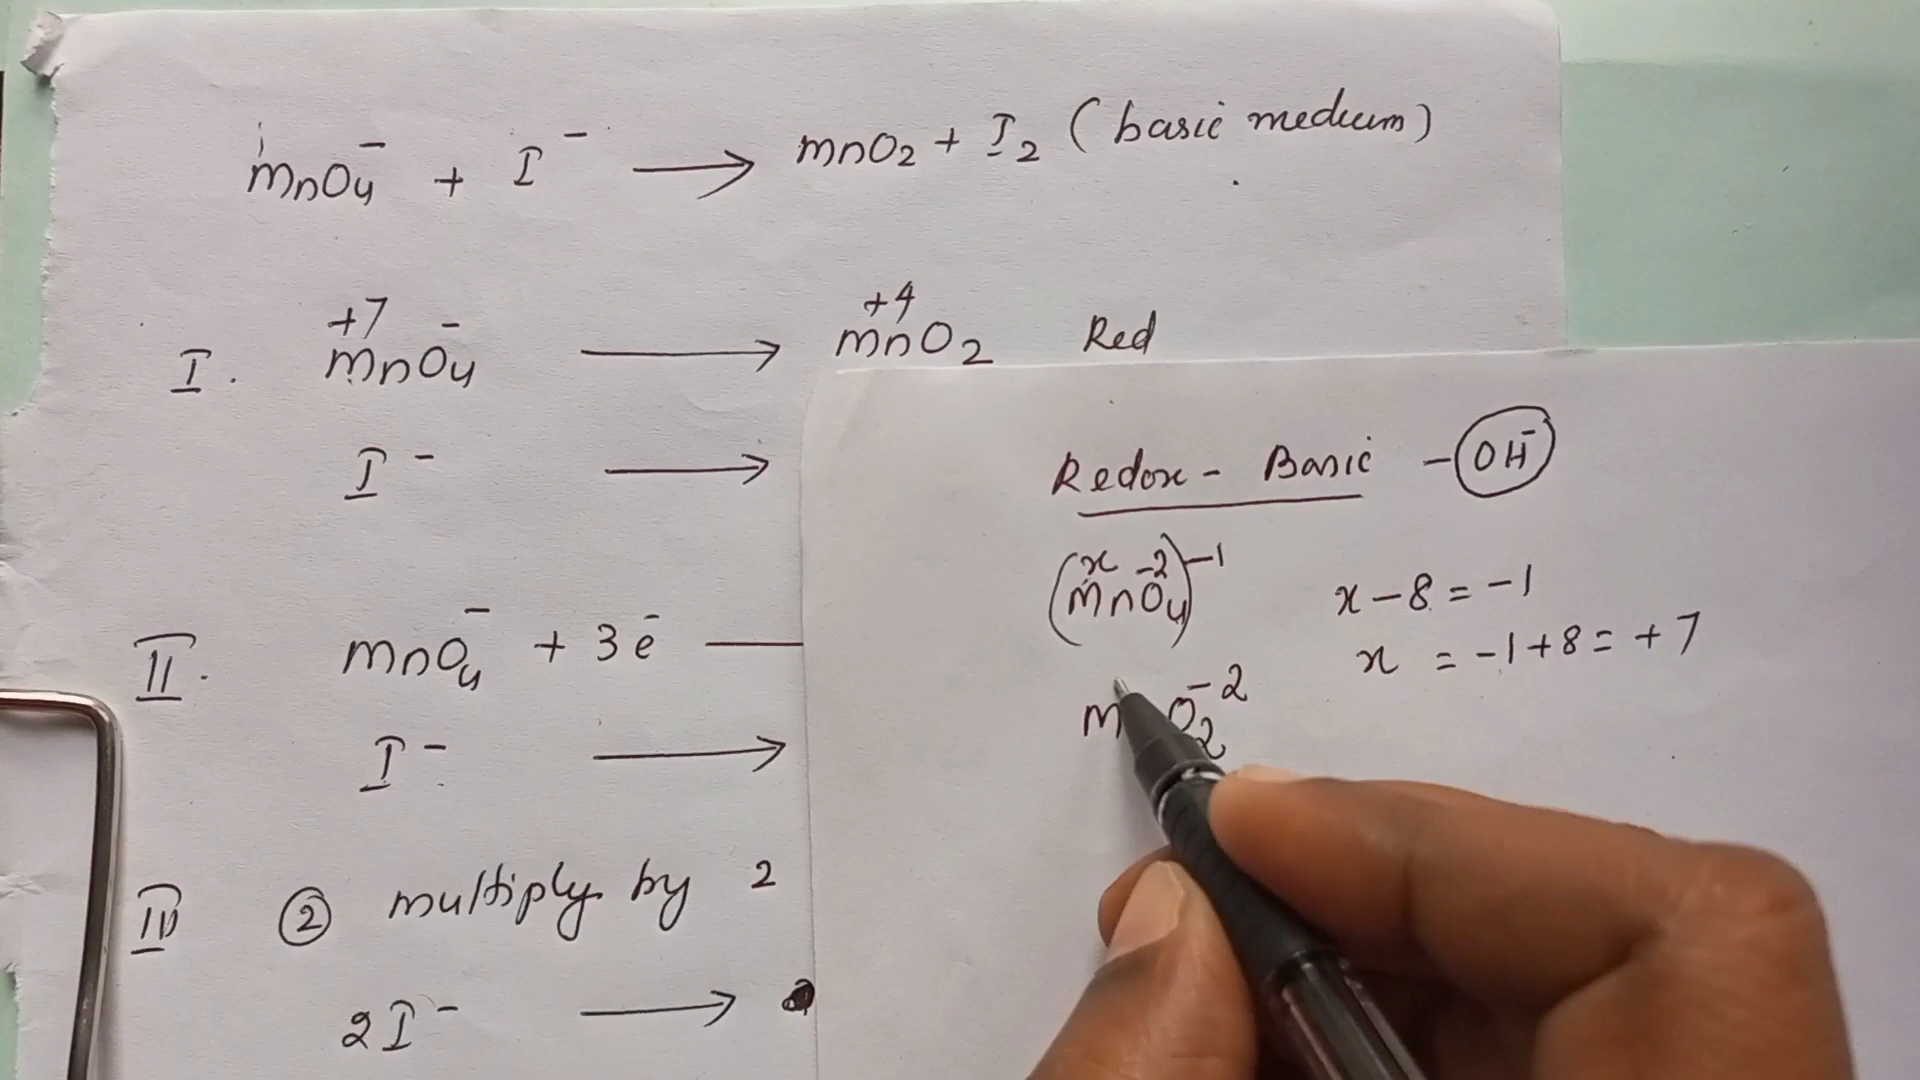 MnO4⁻ + I⁻ → MnO2 + I2 (basic medium)
+7 +4
I. MnO4⁻ → MnO2 Red
I⁻ →
II. MnO4⁻ + 3e⁻ —
I⁻ →
III ② multiply by 2
2I⁻ →
Redox - Basic - OH⁻
x -2 -1
(MnO4)
x - 8 = -1
x = -1 + 8 = +7
-2
O2